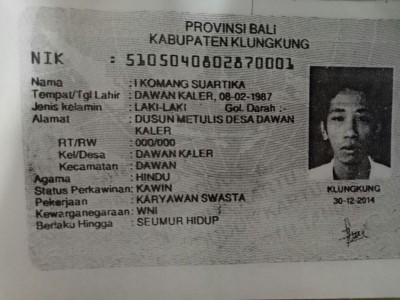 PROVINSI BALI
KABUPATEN KLUNGKUNG
NIK : 5105040802870001
Nama : I KOMANG SUARTIKA
Tempat/Tgl Lahir : DAWAN KALER, 08-02-1987
Jenis kelamin : LAKI-LAKI Gol. Darah :-
Alamat : DUSUN METULIS DESA DAWAN
KALER
RT/RW : 000/000
Kel/Desa : DAWAN KALER
Kecamatan : DAWAN
Agama : HINDU
Status Perkawinan: KAWIN
Pekerjaan : KARYAWAN SWASTA
Kewarganegaraan: WNI
Berlaku Hingga : SEUMUR HIDUP
KLUNGKUNG
30-12-2014